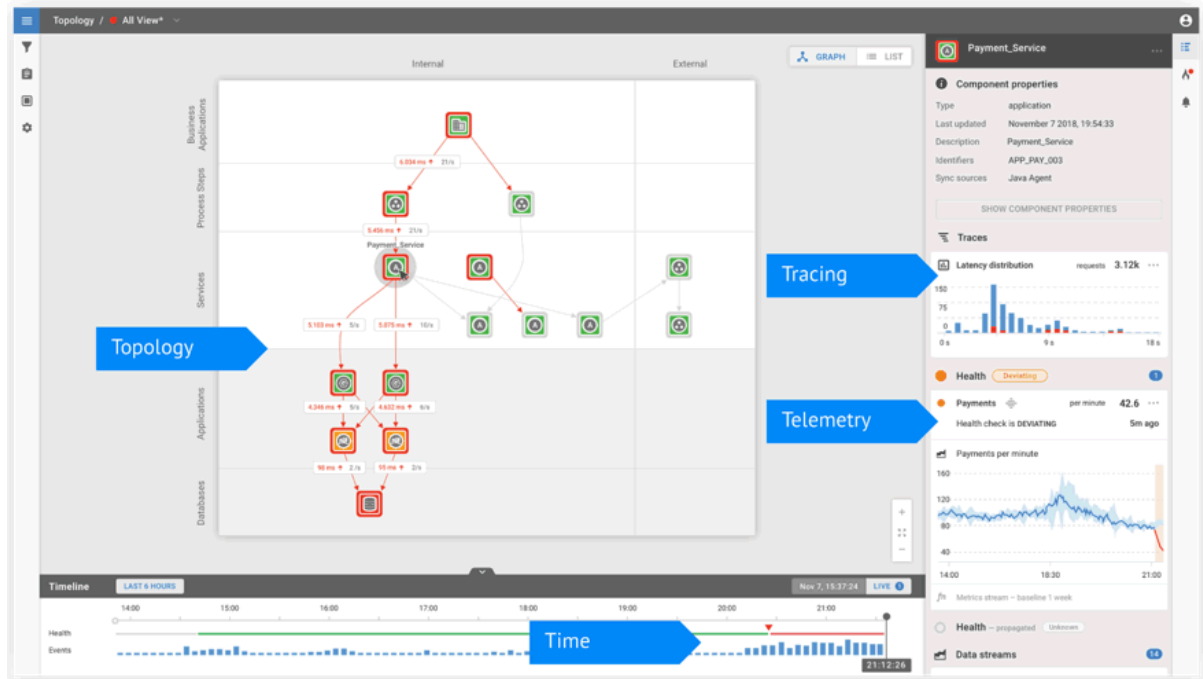 Topology / All View*
Internal
External
GRAPH
LIST
Business
Applications
Process Steps
Services
Applications
Databases
6.034 ms 21/s
5.456 ms 21/s
Payment_Service
5.103 ms 5/s
5.875 ms 10/s
4.346 ms 5/s
4.632 ms 6/s
98 ms 2./s
95 ms 2/s
Topology
Tracing
Telemetry
Time
+
−
Payment_Service
...
Component properties
Type application
Last updated November 7 2018, 19:54:33
Description Payment_Service
Identifiers APP_PAY_003
Sync sources Java Agent
SHOW COMPONENT PROPERTIES
Traces
Latency distribution requests 3.12k ...
150
75
0
0 s 9 s 18 s
Health Deviating 1
Payments per minute 42.6 ...
Health check is DEVIATING 5m ago
Payments per minute
160
120
80
40
14:00 18:30 21:00
fn Metrics stream – baseline 1 week
Health – propagated Unknown
Data streams 14
Timeline LAST 6 HOURS Nov 7, 15:37:24 LIVE
14:00 15:00 16:00 17:00 18:00 19:00 20:00 21:00
Health
Events
21:12:26